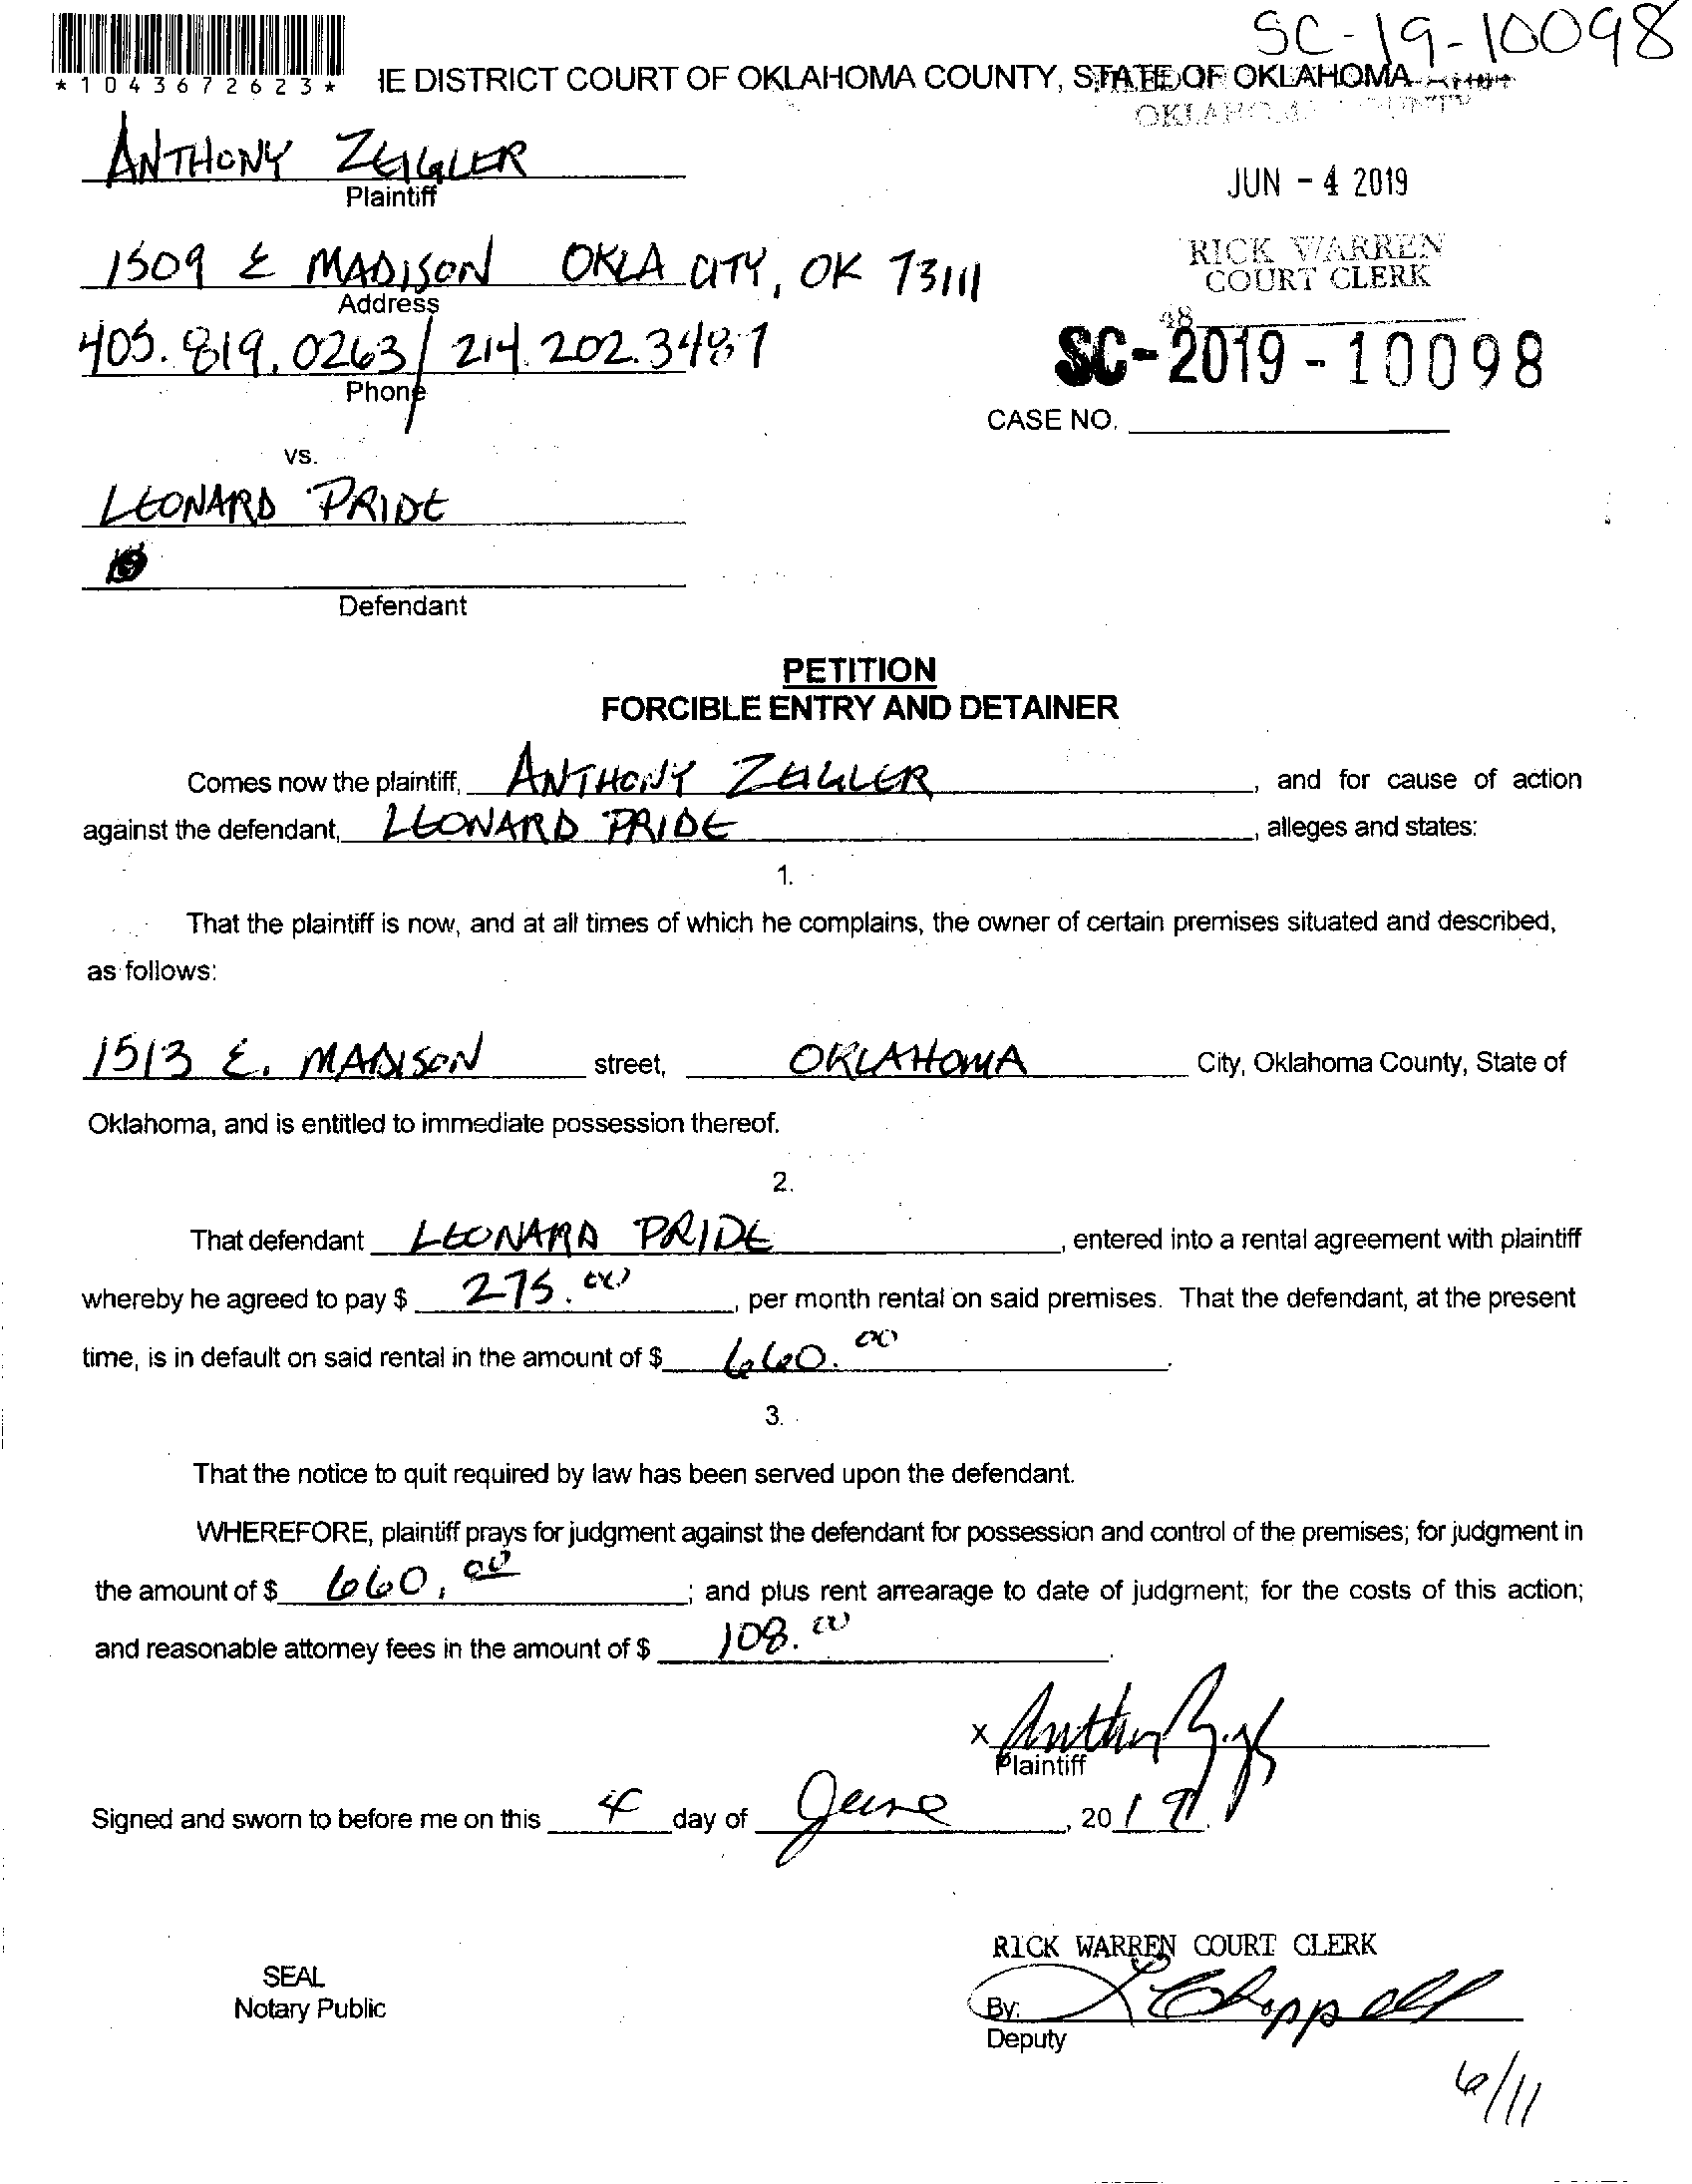 SC-19-10098
*1043672623*
IE DISTRICT COURT OF OKLAHOMA COUNTY, STATE OF OKLAHOMA
OKLAHOMA COUNTY
ANTHONY ZEIGLER
Plaintiff
JUN - 4 2019
1509 E MADISON OKLA CITY, OK 73111
Address
RICK WARREN
COURT CLERK
405.819.0263 / 214.202.3487
Phone
48
SC-2019-10098
CASE NO.
vs.
LEONARD PRIDE
Defendant
PETITION
FORCIBLE ENTRY AND DETAINER
Comes now the plaintiff, ANTHONY ZEIGLER, and for cause of action
against the defendant, LEONARD PRIDE, alleges and states:
1.
That the plaintiff is now, and at all times of which he complains, the owner of certain premises situated and described,
as follows:
1513 E. MADISON street, OKLAHOMA City, Oklahoma County, State of
Oklahoma, and is entitled to immediate possession thereof.
2.
That defendant LEONARD PRIDE, entered into a rental agreement with plaintiff
whereby he agreed to pay $ 275.00, per month rental on said premises. That the defendant, at the present
time, is in default on said rental in the amount of $ 660.00.
3.
That the notice to quit required by law has been served upon the defendant.
WHEREFORE, plaintiff prays for judgment against the defendant for possession and control of the premises; for judgment in
the amount of $ 660.00; and plus rent arrearage to date of judgment; for the costs of this action;
and reasonable attorney fees in the amount of $ 108.00.
X
Plaintiff
Signed and sworn to before me on this 4 day of June, 2019.
RICK WARREN COURT CLERK
SEAL
Notary Public
By: L Chappell
Deputy
6/11